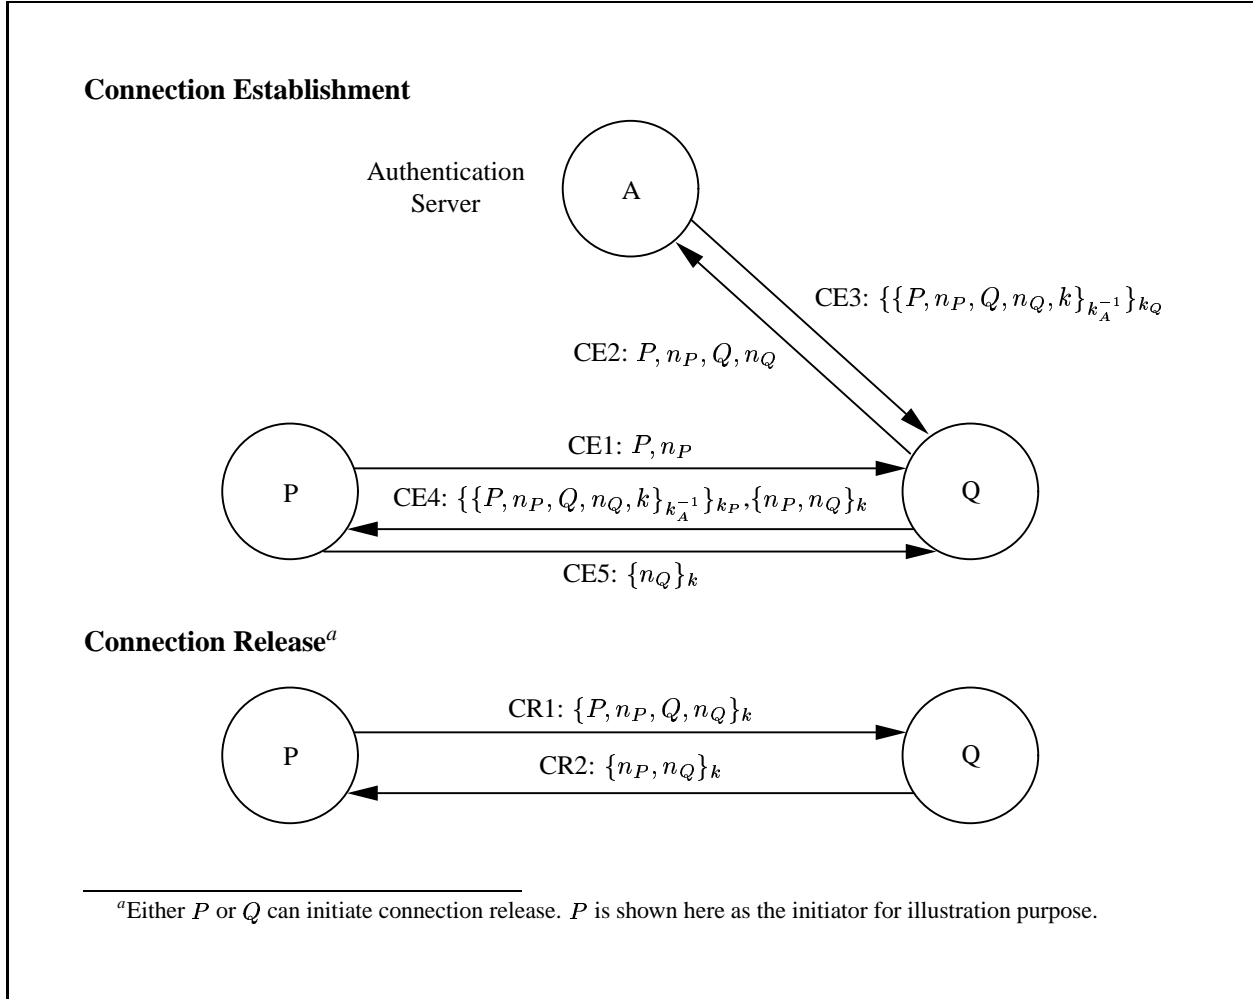 Connection Establishment
Authentication
Server
A
CE3: {{P, n_P, Q, n_Q, k}_{k_A^{-1}}}_{k_Q}
CE2: P, n_P, Q, n_Q
CE1: P, n_P
P
CE4: {{P, n_P, Q, n_Q, k}_{k_A^{-1}}}_{k_P},{n_P, n_Q}_k
Q
CE5: {n_Q}_k
Connection Release^a
CR1: {P, n_P, Q, n_Q}_k
P
CR2: {n_P, n_Q}_k
Q
^aEither P or Q can initiate connection release. P is shown here as the initiator for illustration purpose.